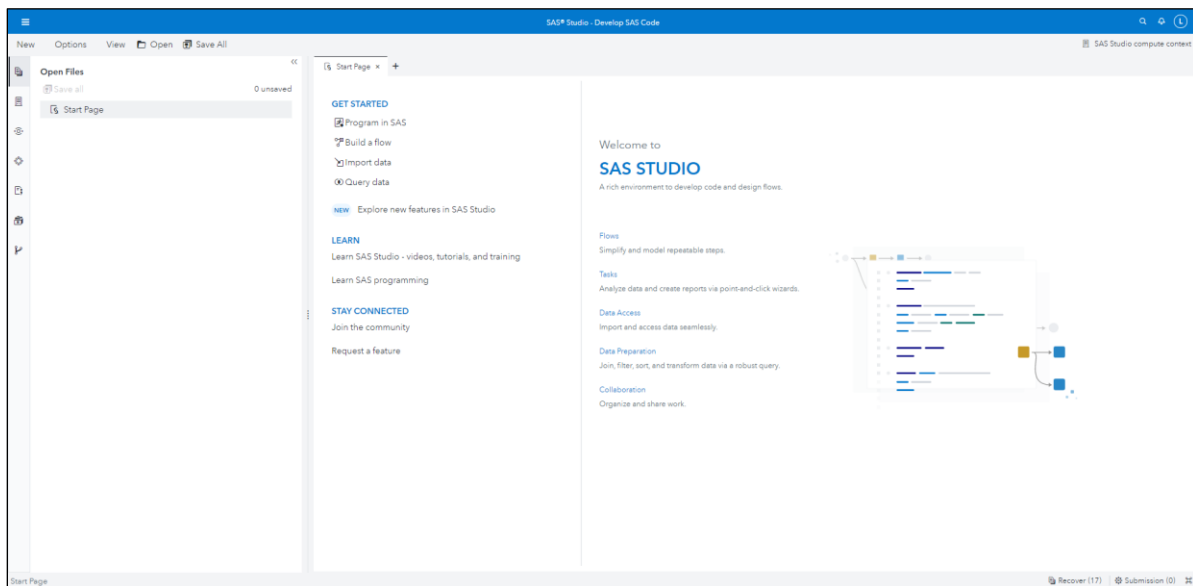 SAS® Studio - Develop SAS Code
L
New Options View Open Save All
SAS Studio compute context
Open Files
Save all 0 unsaved
Start Page
Start Page × +
GET STARTED
Program in SAS
Build a flow
Import data
Query data
NEW Explore new features in SAS Studio
LEARN
Learn SAS Studio - videos, tutorials, and training
Learn SAS programming
STAY CONNECTED
Join the community
Request a feature
Welcome to
SAS STUDIO
A rich environment to develop code and design flows.
Flows
Simplify and model repeatable steps.
Tasks
Analyze data and create reports via point-and-click wizards.
Data Access
Import and access data seamlessly.
Data Preparation
Join, filter, sort, and transform data via a robust query.
Collaboration
Organize and share work.
Start Page
Recover (17) Submission (0)